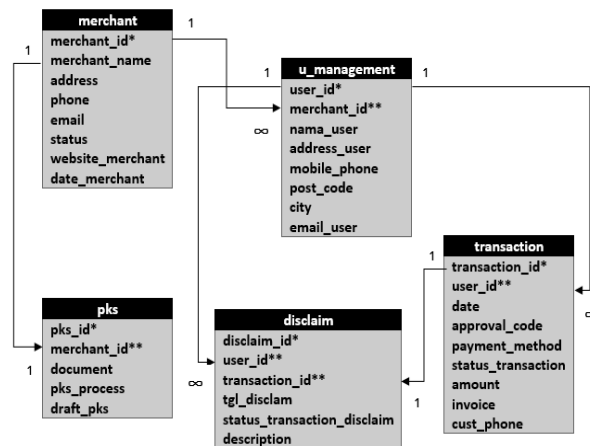 merchant
merchant_id*
merchant_name
address
phone
email
status
website_merchant
date_merchant
1
1
u_management
user_id*
merchant_id**
nama_user
address_user
mobile_phone
post_code
city
email_user
1
1
∞
transaction
transaction_id*
user_id**
date
approval_code
payment_method
status_transaction
amount
invoice
cust_phone
1
pks
pks_id*
merchant_id**
document
pks_process
draft_pks
1
disclaim
disclaim_id*
user_id**
transaction_id**
tgl_disclam
status_transaction_disclaim
description
∞
1